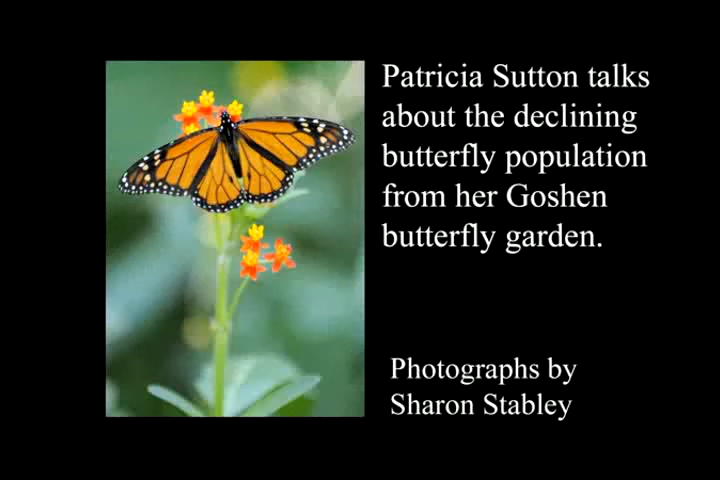 Patricia Sutton talks
about the declining
butterfly population
from her Goshen
butterfly garden.
Photographs by
Sharon Stabley